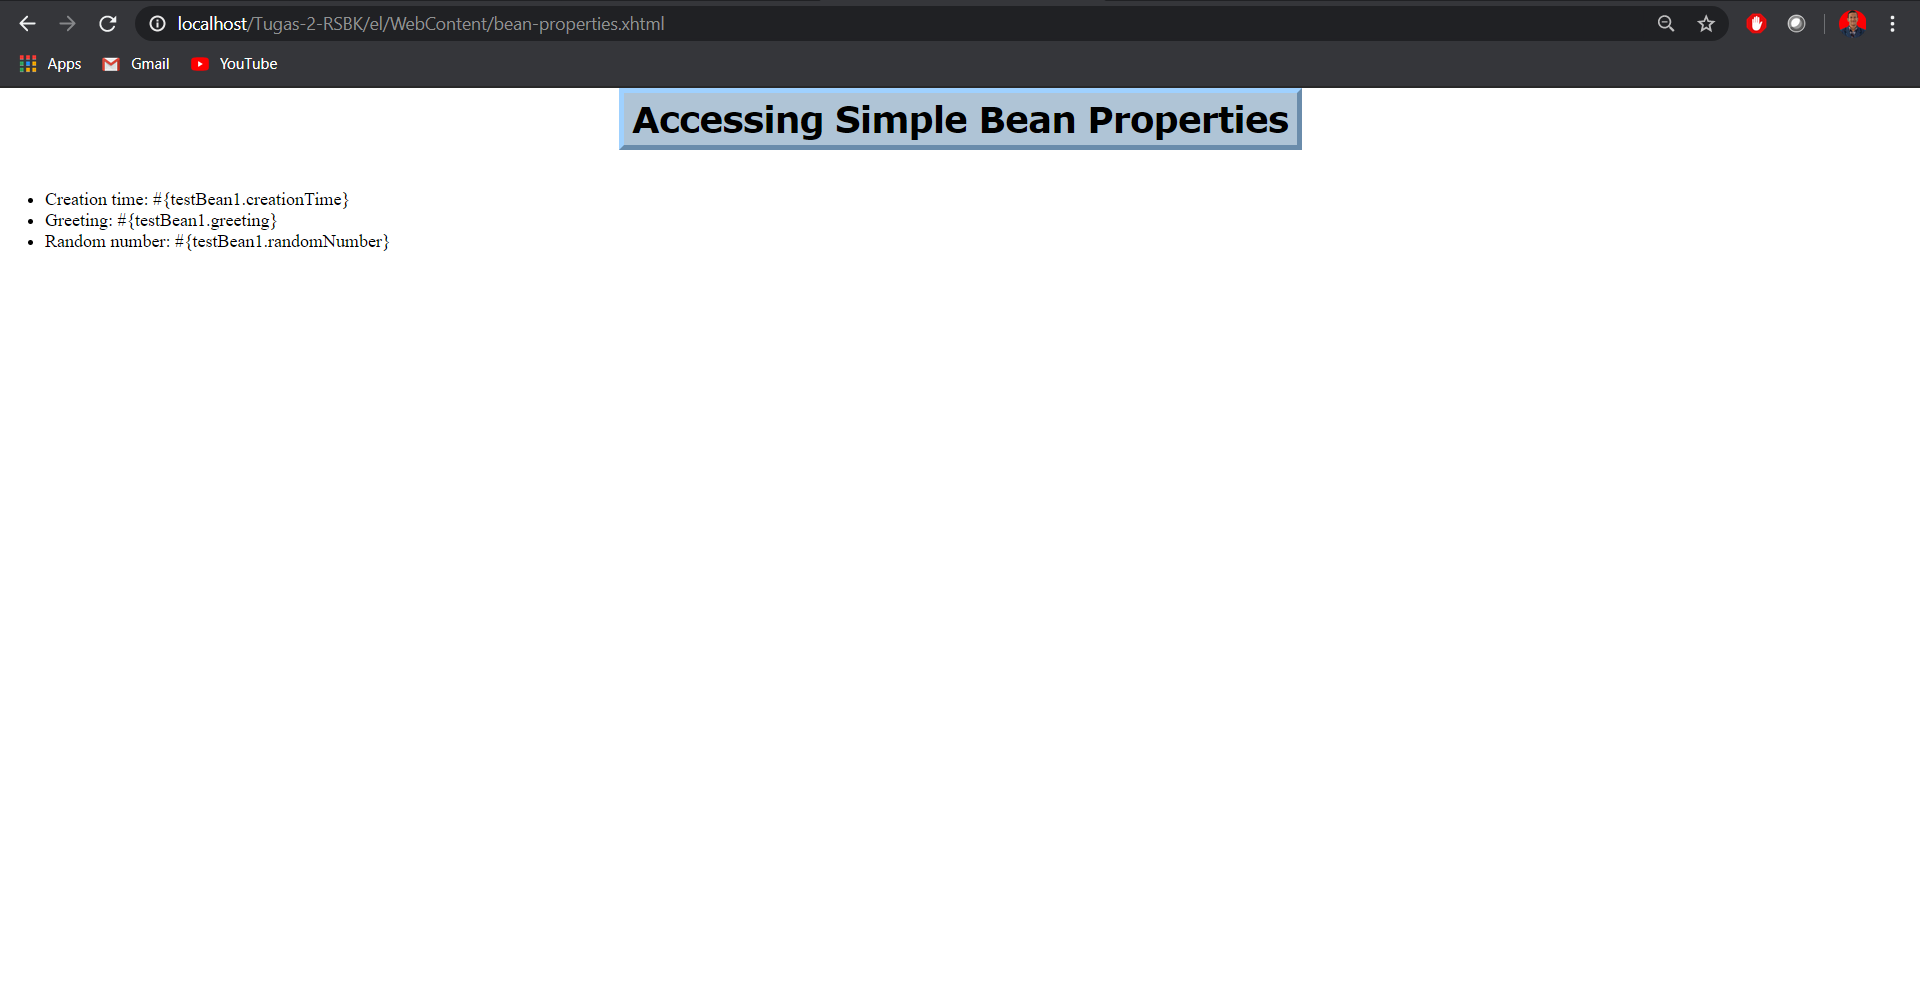 localhost/Tugas-2-RSBK/el/WebContent/bean-properties.xhtml
Apps Gmail YouTube
Accessing Simple Bean Properties
• Creation time: #{testBean1.creationTime}
• Greeting: #{testBean1.greeting}
• Random number: #{testBean1.randomNumber}